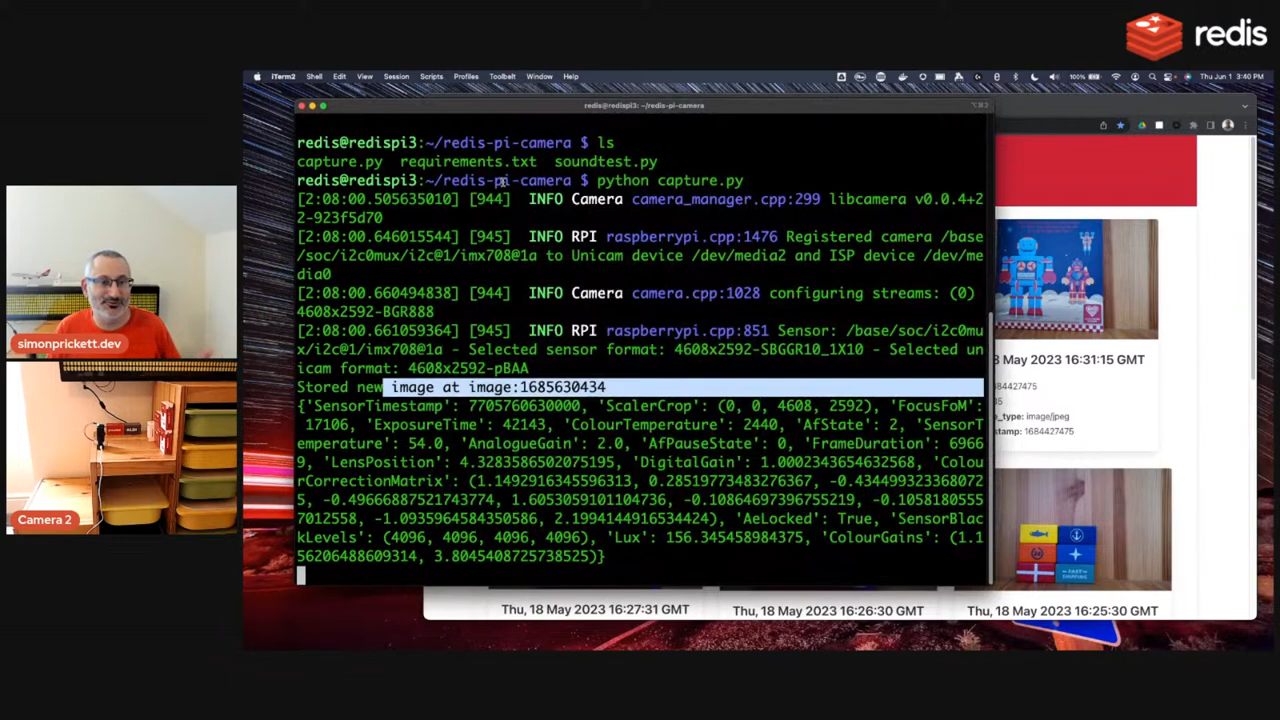 redis
iTerm2 Shell Edit View Session Scripts Profiles Toolbelt Window Help
100% Thu Jun 1 3:40 PM
redis@redispi3: ~/redis-pi-camera
redis@redispi3:~/redis-pi-camera $ ls
capture.py requirements.txt soundtest.py
redis@redispi3:~/redis-pi-camera $ python capture.py
[2:08:00.505635010] [944] INFO Camera camera_manager.cpp:299 libcamera v0.0.4+2
2-923f5d70
[2:08:00.646015544] [945] INFO RPI raspberrypi.cpp:1476 Registered camera /base
/soc/i2c0mux/i2c@1/imx708@1a to Unicam device /dev/media2 and ISP device /dev/me
dia0
[2:08:00.660494838] [944] INFO Camera camera.cpp:1028 configuring streams: (0)
4608x2592-BGR888
[2:08:00.661059364] [945] INFO RPI raspberrypi.cpp:851 Sensor: /base/soc/i2c0mu
x/i2c@1/imx708@1a - Selected sensor format: 4608x2592-SBGGR10_1X10 - Selected un
icam format: 4608x2592-pBAA
Stored new image at image:1685630434
{'SensorTimestamp': 7705760630000, 'ScalerCrop': (0, 0, 4608, 2592), 'FocusFoM':
17106, 'ExposureTime': 42143, 'ColourTemperature': 2440, 'AfState': 2, 'SensorT
emperature': 54.0, 'AnalogueGain': 2.0, 'AfPauseState': 0, 'FrameDuration': 6966
9, 'LensPosition': 4.3283586502075195, 'DigitalGain': 1.0002343654632568, 'Colou
rCorrectionMatrix': (1.1492916345596313, 0.28519773483276367, -0.434499323368072
5, -0.49666887521743774, 1.6053059101104736, -0.10864697396755219, -0.1058180555
7012558, -1.0935964584350586, 2.1994144916534424), 'AeLocked': True, 'SensorBlac
kLevels': (4096, 4096, 4096, 4096), 'Lux': 156.345458984375, 'ColourGains': (1.1
562064886093​14, 3.8045408725738525)}
simonprickett.dev
Camera 2
8 May 2023 16:31:15 GMT
84427475
p_type: image/jpeg
stamp: 1684427475
FAST
SHIPPING
Thu, 18 May 2023 16:27:31 GMT
Thu, 18 May 2023 16:26:30 GMT
Thu, 18 May 2023 16:25:30 GMT